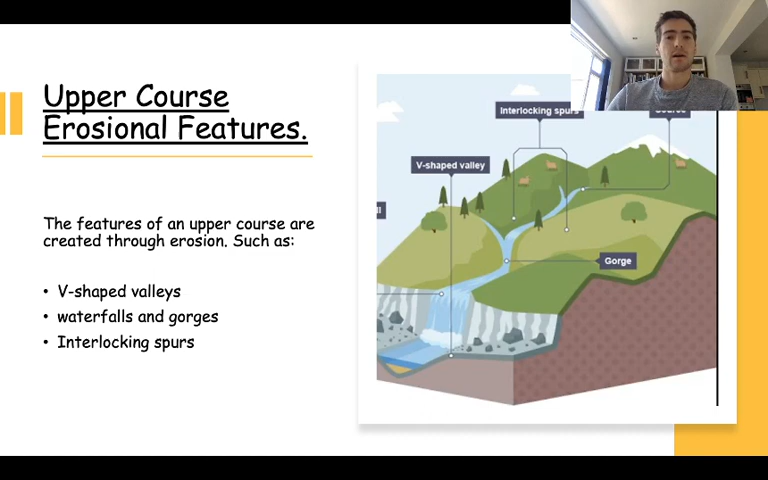 Upper Course
Erosional Features.
The features of an upper course are
created through erosion. Such as:
• V-shaped valleys
• waterfalls and gorges
• Interlocking spurs
Interlocking spurs
V-shaped valley
Gorge